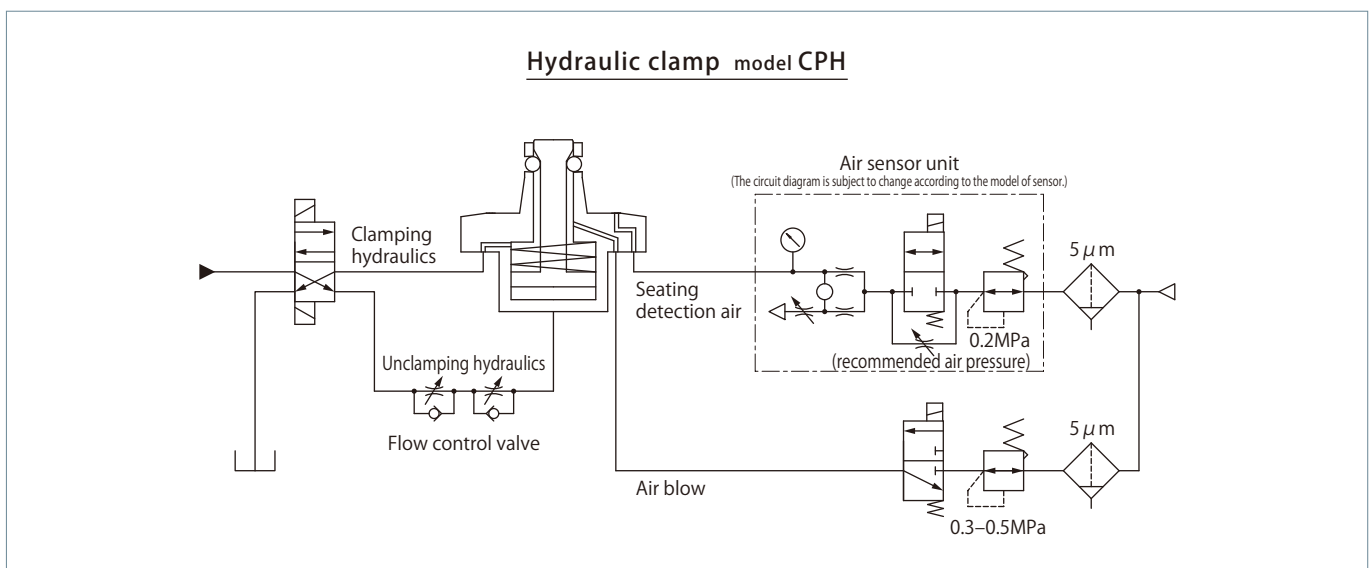 Hydraulic clamp model CPH
Air sensor unit
(The circuit diagram is subject to change according to the model of sensor.)
Clamping
hydraulics
5 μ m
Seating
detection air
0.2MPa
(recommended air pressure)
Unclamping hydraulics
Flow control valve
5 μ m
Air blow
0.3–0.5MPa